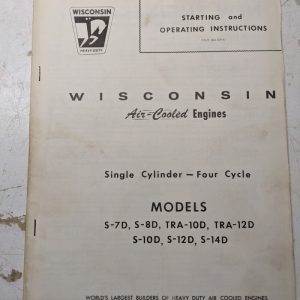 WISCONSIN
HEAVY-DUTY
STARTING and
OPERATING INSTRUCTIONS
WISCONSIN
Air-Cooled Engines
Single Cylinder — Four Cycle
MODELS
S-7D, S-8D, TRA-10D, TRA-12D
S-10D, S-12D, S-14D
WORLD'S LARGEST BUILDERS OF HEAVY DUTY AIR COOLED ENGINES